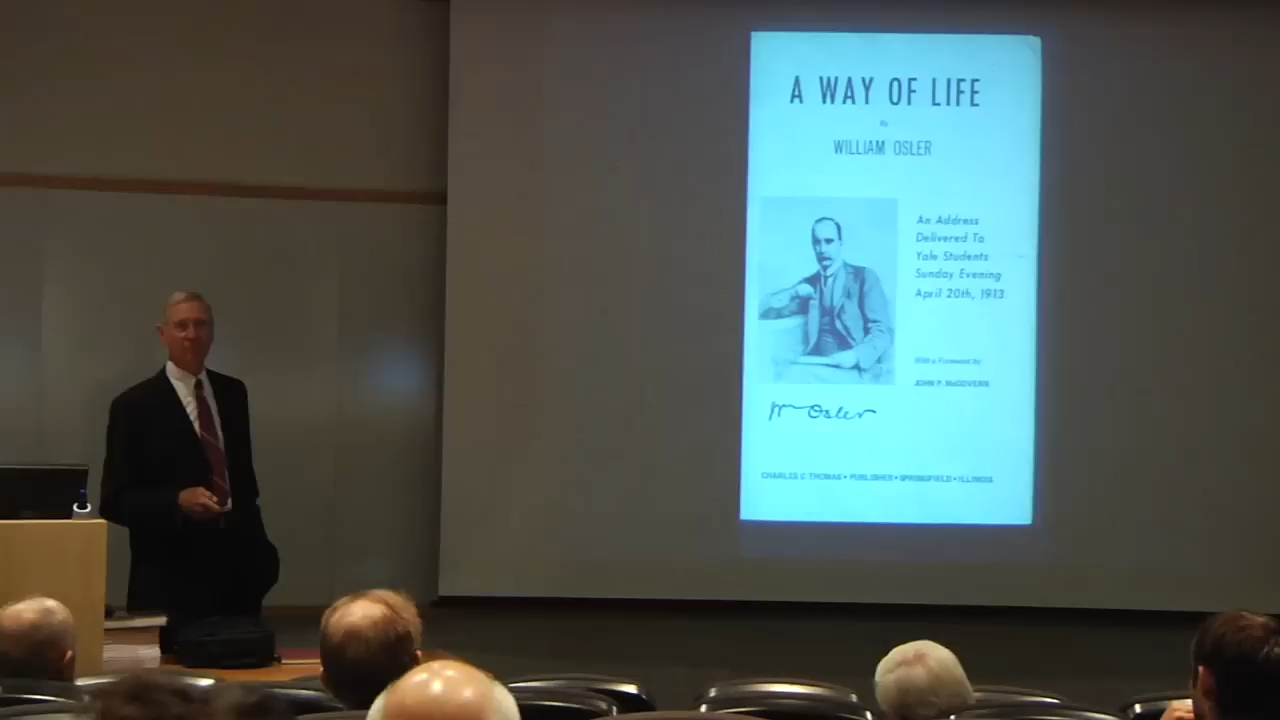 A WAY OF LIFE
By
WILLIAM OSLER
An Address
Delivered To
Yale Students
Sunday Evening
April 20th, 1913
With a Foreword by
JOHN P. McGOVERN
Wm Osler
CHARLES C THOMAS • PUBLISHER • SPRINGFIELD • ILLINOIS